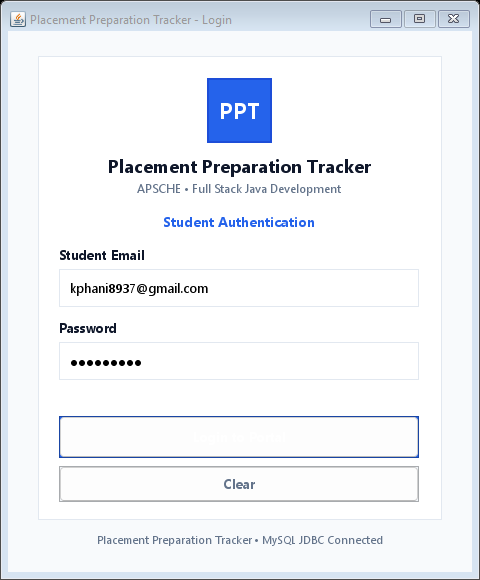 Placement Preparation Tracker - Login
PPT
Placement Preparation Tracker
APSCHE • Full Stack Java Development
Student Authentication
Student Email
kphani8937@gmail.com
Password
•••••••••
Clear
Placement Preparation Tracker • MySQL JDBC Connected